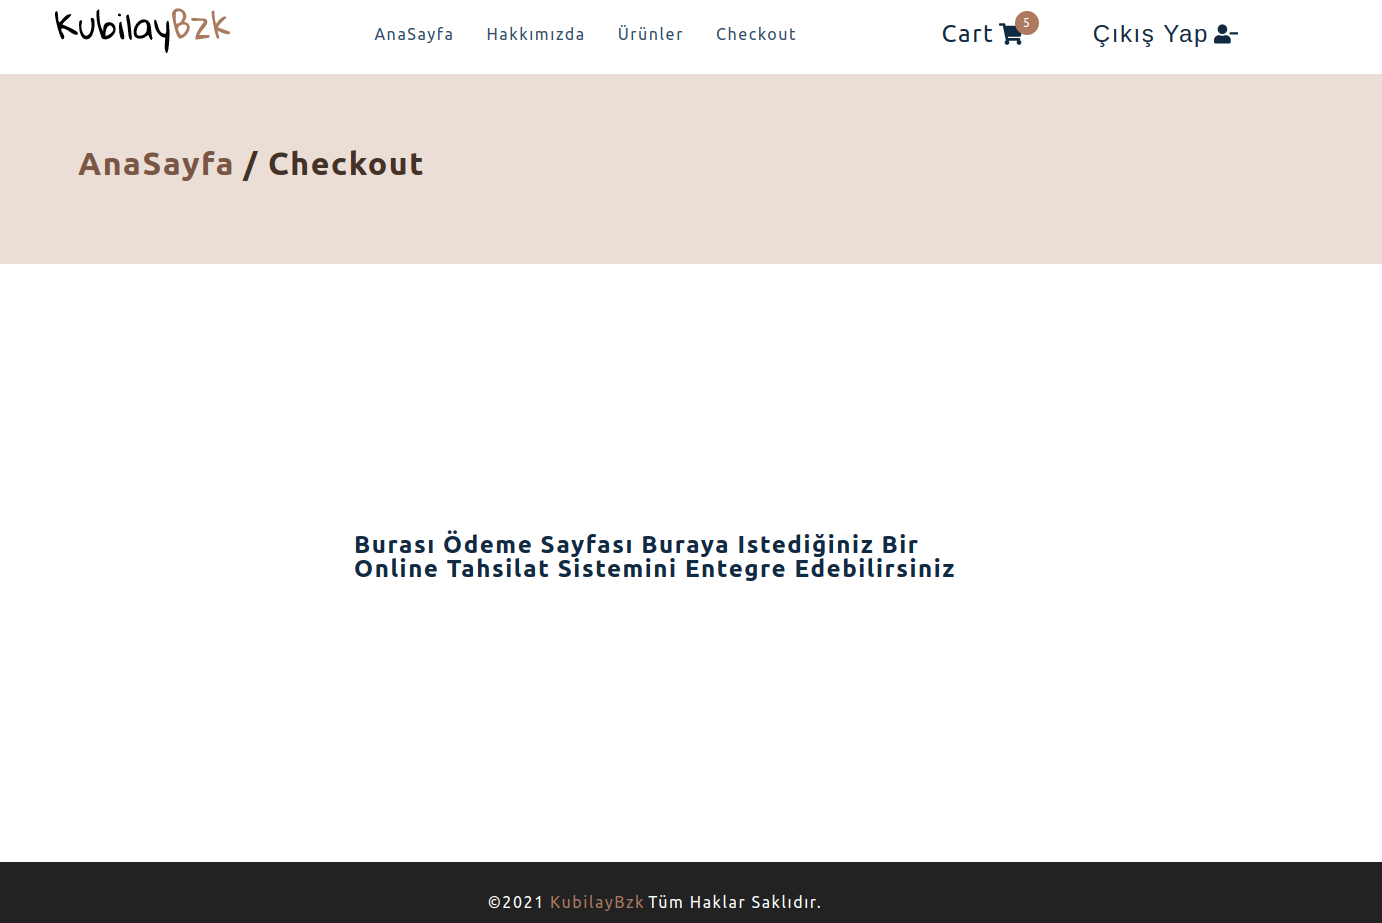 KubilayBzk
AnaSayfa Hakkımızda Ürünler Checkout
Cart 5
Çıkış Yap
AnaSayfa / Checkout
Burası Ödeme Sayfası Buraya Istediğiniz Bir
Online Tahsilat Sistemini Entegre Edebilirsiniz
©2021 KubilayBzk Tüm Haklar Saklıdır.